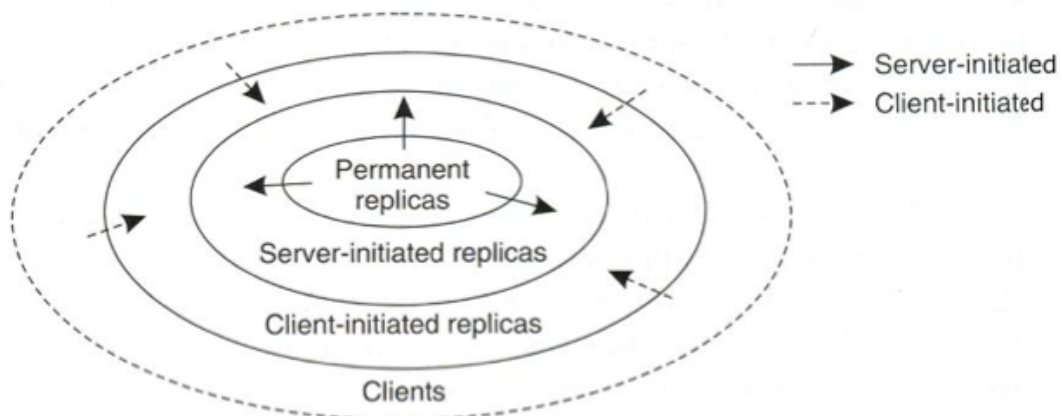 Server-initiated
Client-initiated
Permanent
replicas
Server-initiated replicas
Client-initiated replicas
Clients